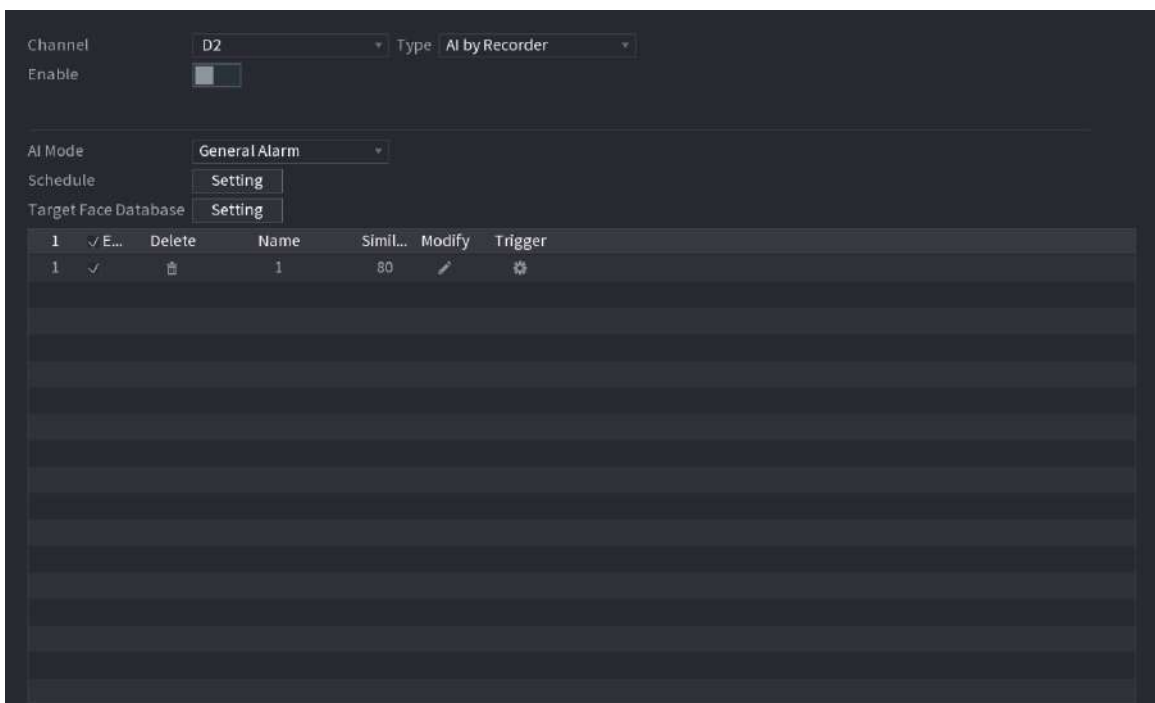 Channel D2 Type AI by Recorder
Enable
AI Mode General Alarm
Schedule Setting
Target Face Database Setting
1 E... Delete Name Simil... Modify Trigger
1 1 80